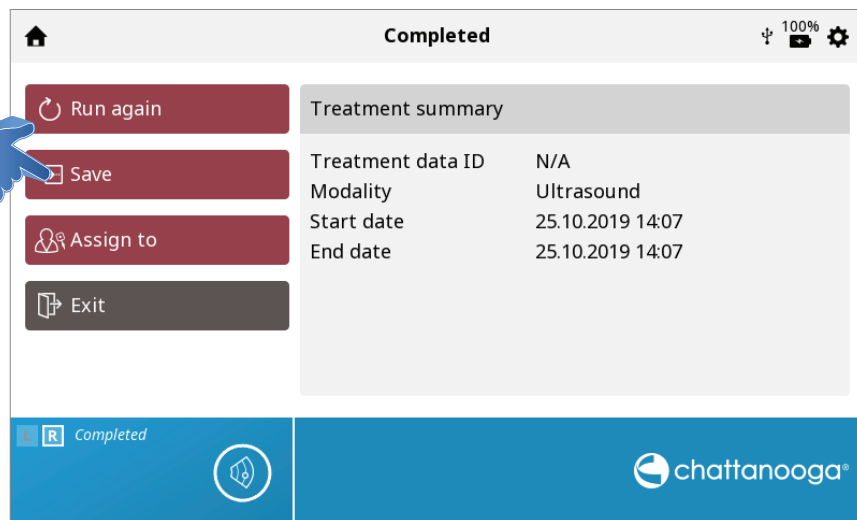 Completed
100%
Run again
Save
Assign to
Exit
Treatment summary
Treatment data ID N/A
Modality Ultrasound
Start date 25.10.2019 14:07
End date 25.10.2019 14:07
L R Completed
chattanooga®